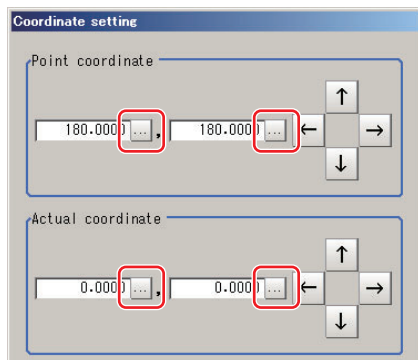 Coordinate setting
Point coordinate
↑
180.0000 ... , 180.0000 ... ← →
↓
Actual coordinate
↑
0.0000 ... , 0.0000 ... ← →
↓